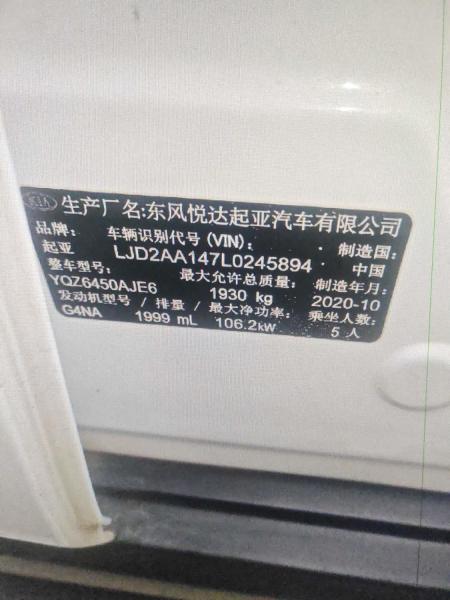 KIA 生产厂名:东风悦达起亚汽车有限公司
品牌: 车辆识别代号(VIN): 制造国:
起亚 LJD2AA147L0245894 中国
整车型号: 最大允许总质量: 制造年月:
YQZ6450AJE6 1930 kg 2020-10
发动机型号/排量/最大净功率: 乘坐人数:
G4NA 1999 mL 106.2kW 5 人